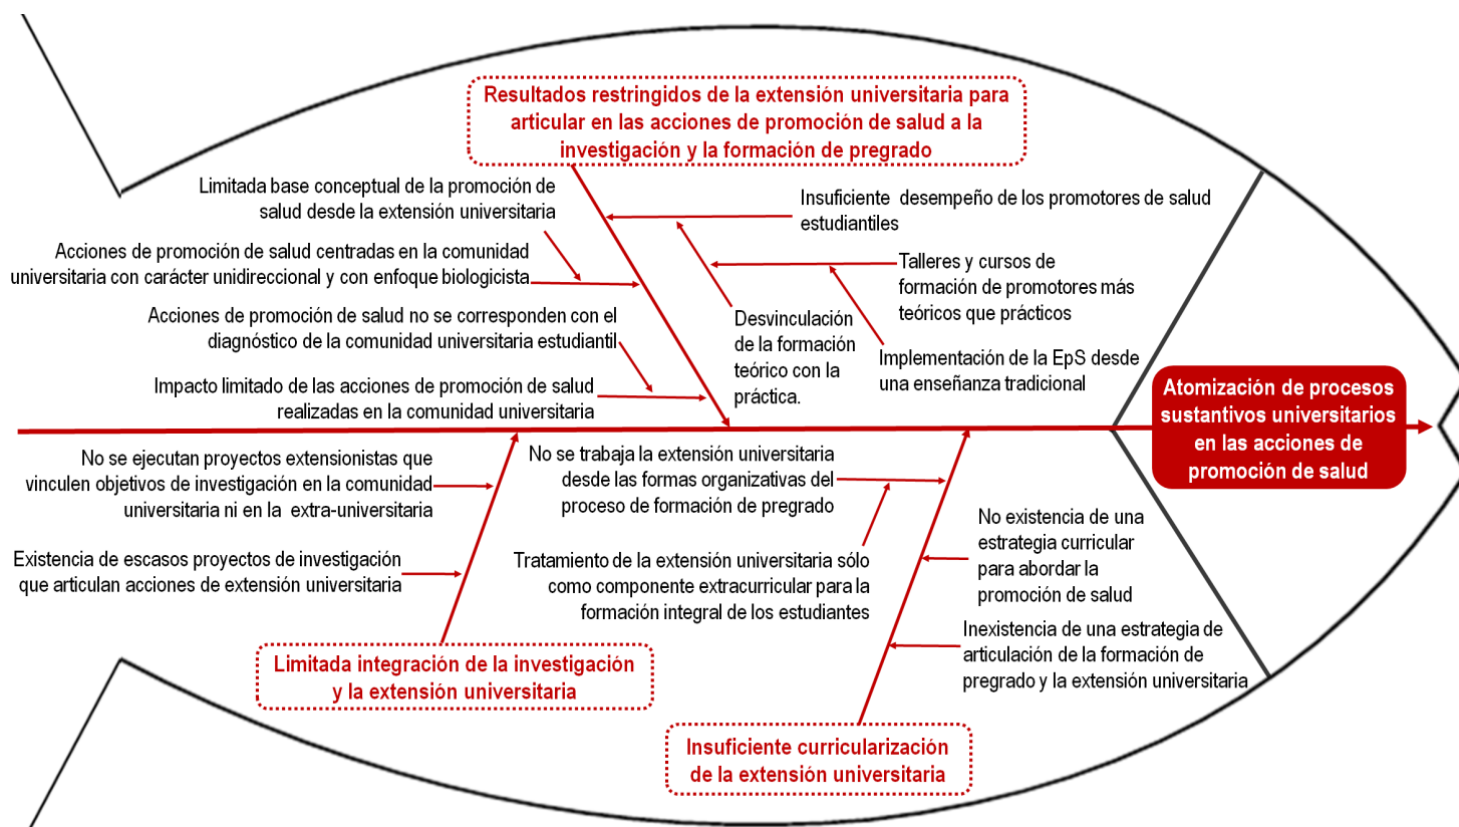 Resultados restringidos de la extensión universitaria para
articular en las acciones de promoción de salud a la
investigación y la formación de pregrado
Limitada base conceptual de la promoción de
salud desde la extensión universitaria
Acciones de promoción de salud centradas en la comunidad
universitaria con carácter unidireccional y con enfoque biologicista
Acciones de promoción de salud no se corresponden con el
diagnóstico de la comunidad universitaria estudiantil
Impacto limitado de las acciones de promoción de salud
realizadas en la comunidad universitaria
Insuficiente desempeño de los promotores de salud
estudiantiles
Talleres y cursos de
formación de promotores más
teóricos que prácticos
Desvinculación
de la formación
teórico con la
práctica.
Implementación de la EpS desde
una enseñanza tradicional
Atomización de procesos
sustantivos universitarios
en las acciones de
promoción de salud
No se ejecutan proyectos extensionistas que
vinculen objetivos de investigación en la comunidad
universitaria ni en la extra-universitaria
Existencia de escasos proyectos de investigación
que articulan acciones de extensión universitaria
Limitada integración de la investigación
y la extensión universitaria
No se trabaja la extensión universitaria
desde las formas organizativas del
proceso de formación de pregrado
Tratamiento de la extensión universitaria sólo
como componente extracurricular para la
formación integral de los estudiantes
No existencia de una
estrategia curricular
para abordar la
promoción de salud
Inexistencia de una estrategia de
articulación de la formación de
pregrado y la extensión universitaria
Insuficiente curricularización
de la extensión universitaria